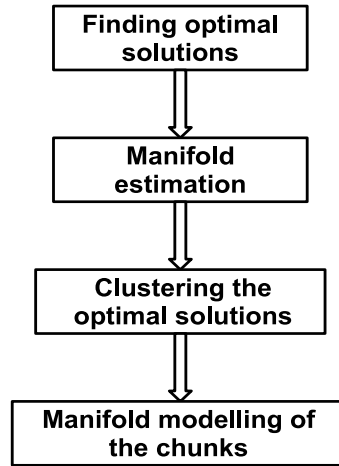 Finding optimal
solutions
Manifold
estimation
Clustering the
optimal solutions
Manifold modelling of
the chunks